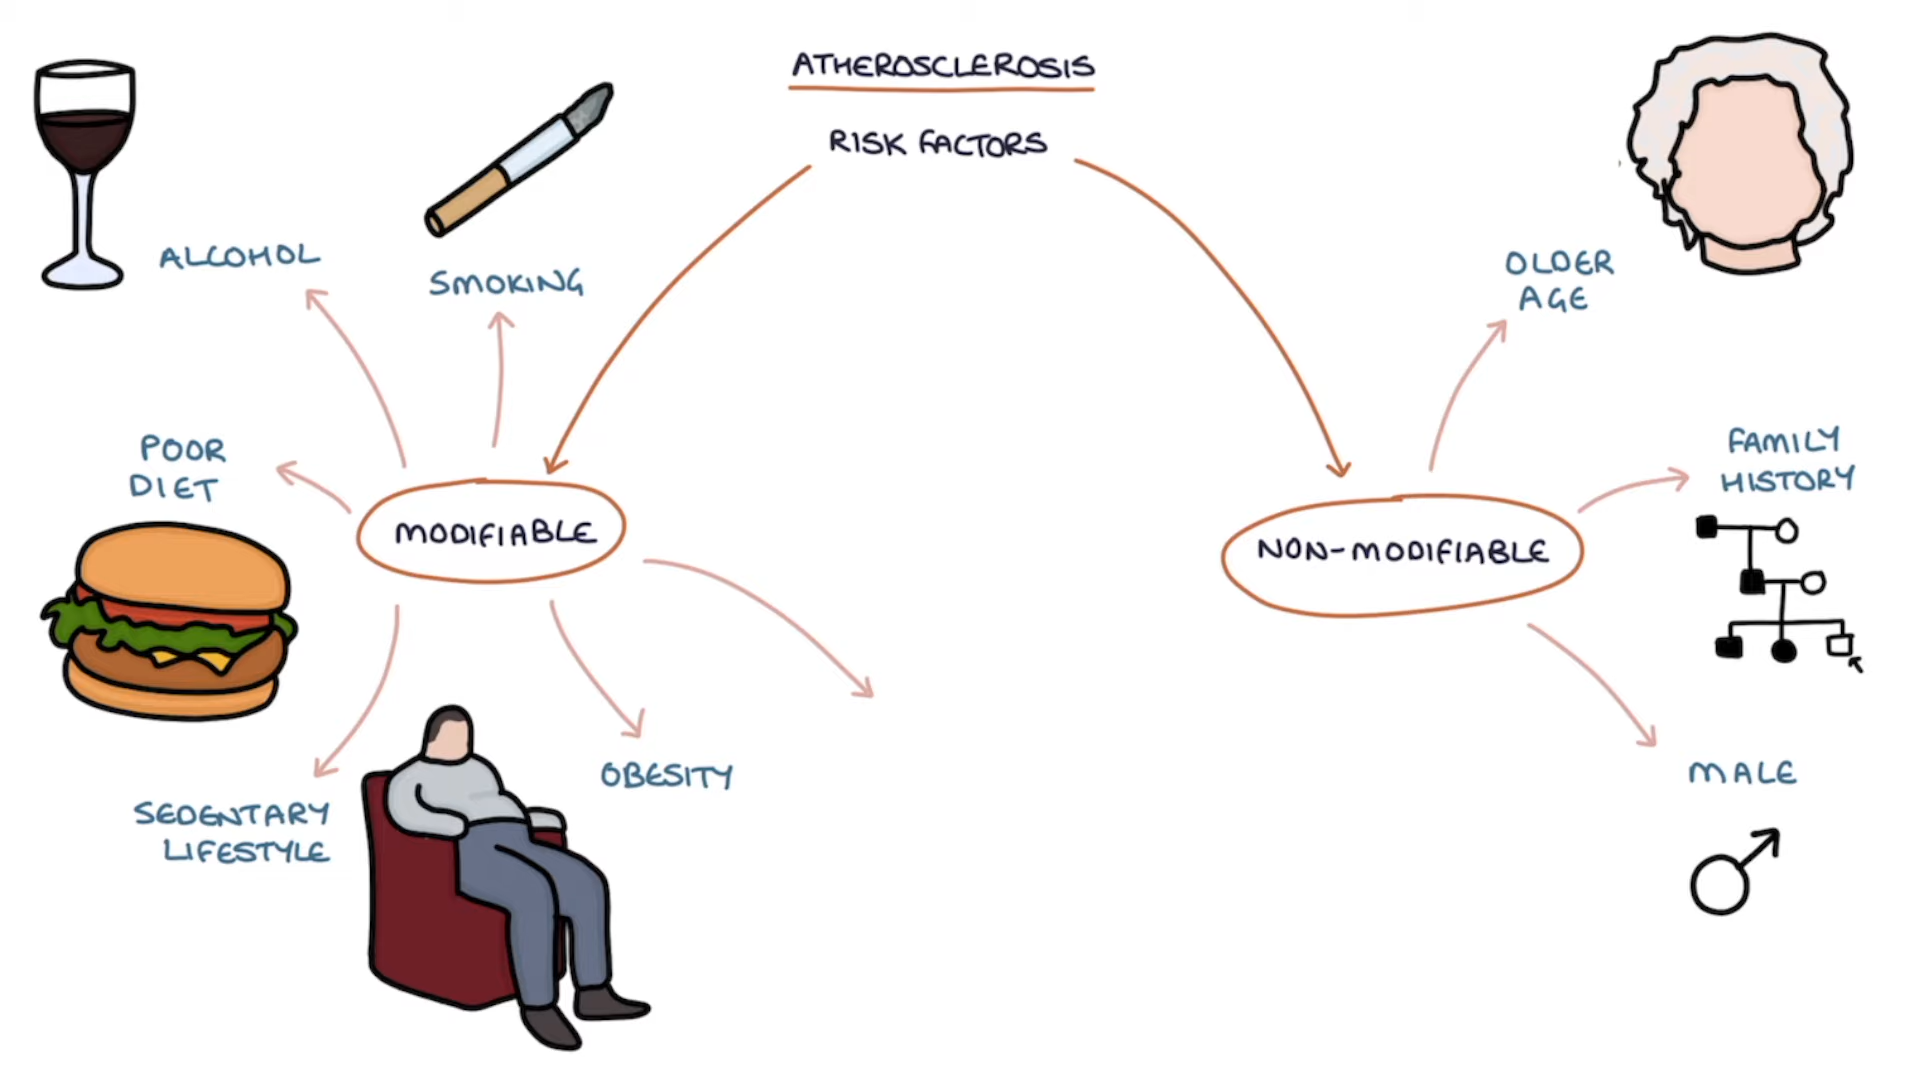 ATHEROSCLEROSIS
RISK FACTORS
ALCOHOL
SMOKING
POOR
DIET
MODIFIABLE
SEDENTARY
LIFESTYLE
OBESITY
OLDER
AGE
FAMILY
HISTORY
NON-MODIFIABLE
MALE